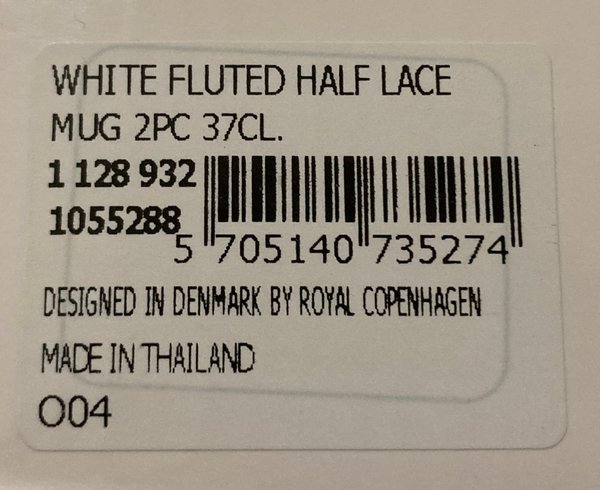 WHITE FLUTED HALF LACE
MUG 2PC 37CL.
1 128 932
1055288
5 705140 735274
DESIGNED IN DENMARK BY ROYAL COPENHAGEN
MADE IN THAILAND
O04